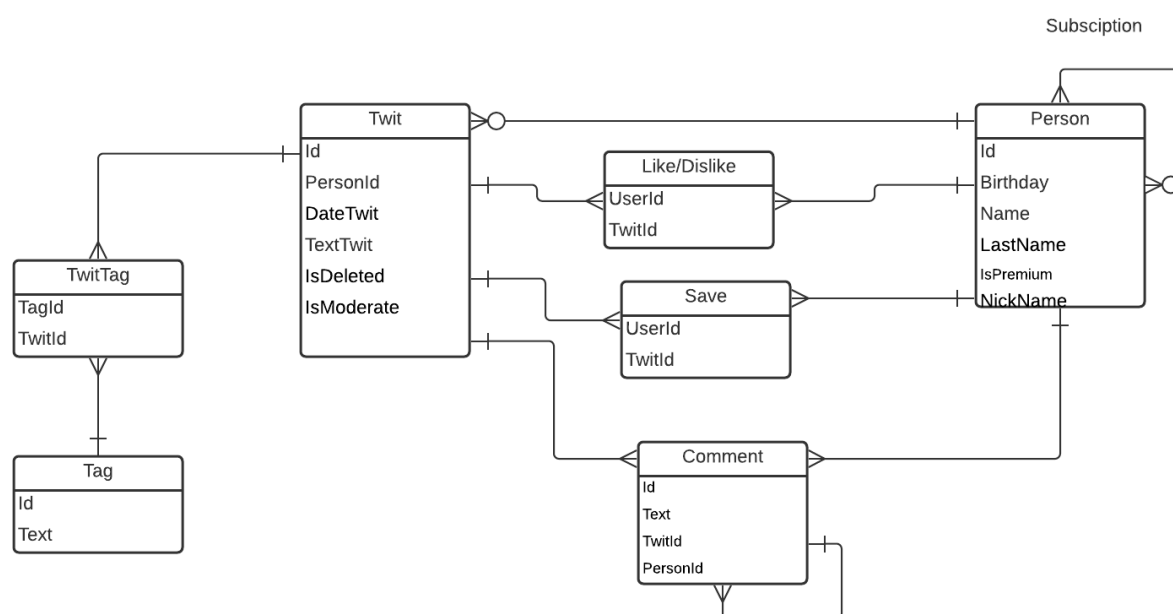 Subsciption
Twit
Id
PersonId
DateTwit
TextTwit
IsDeleted
IsModerate
Like/Dislike
UserId
TwitId
Person
Id
Birthday
Name
LastName
IsPremium
NickName
TwitTag
TagId
TwitId
Save
UserId
TwitId
Tag
Id
Text
Comment
Id
Text
TwitId
PersonId